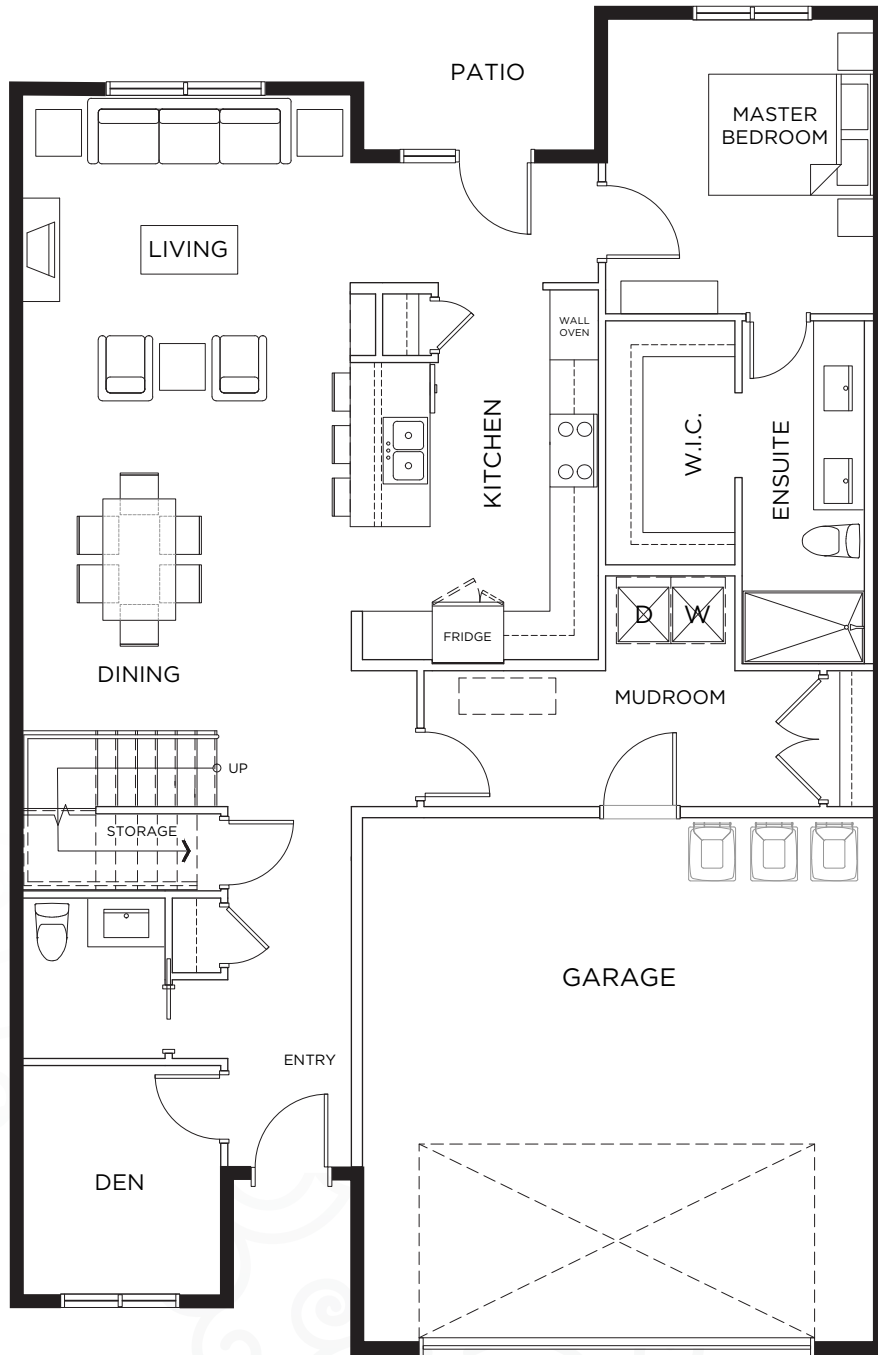 PATIO
MASTER
BEDROOM
LIVING
WALL
OVEN
KITCHEN
W.I.C.
ENSUITE
D
W
FRIDGE
DINING
MUDROOM
UP
STORAGE
GARAGE
ENTRY
DEN